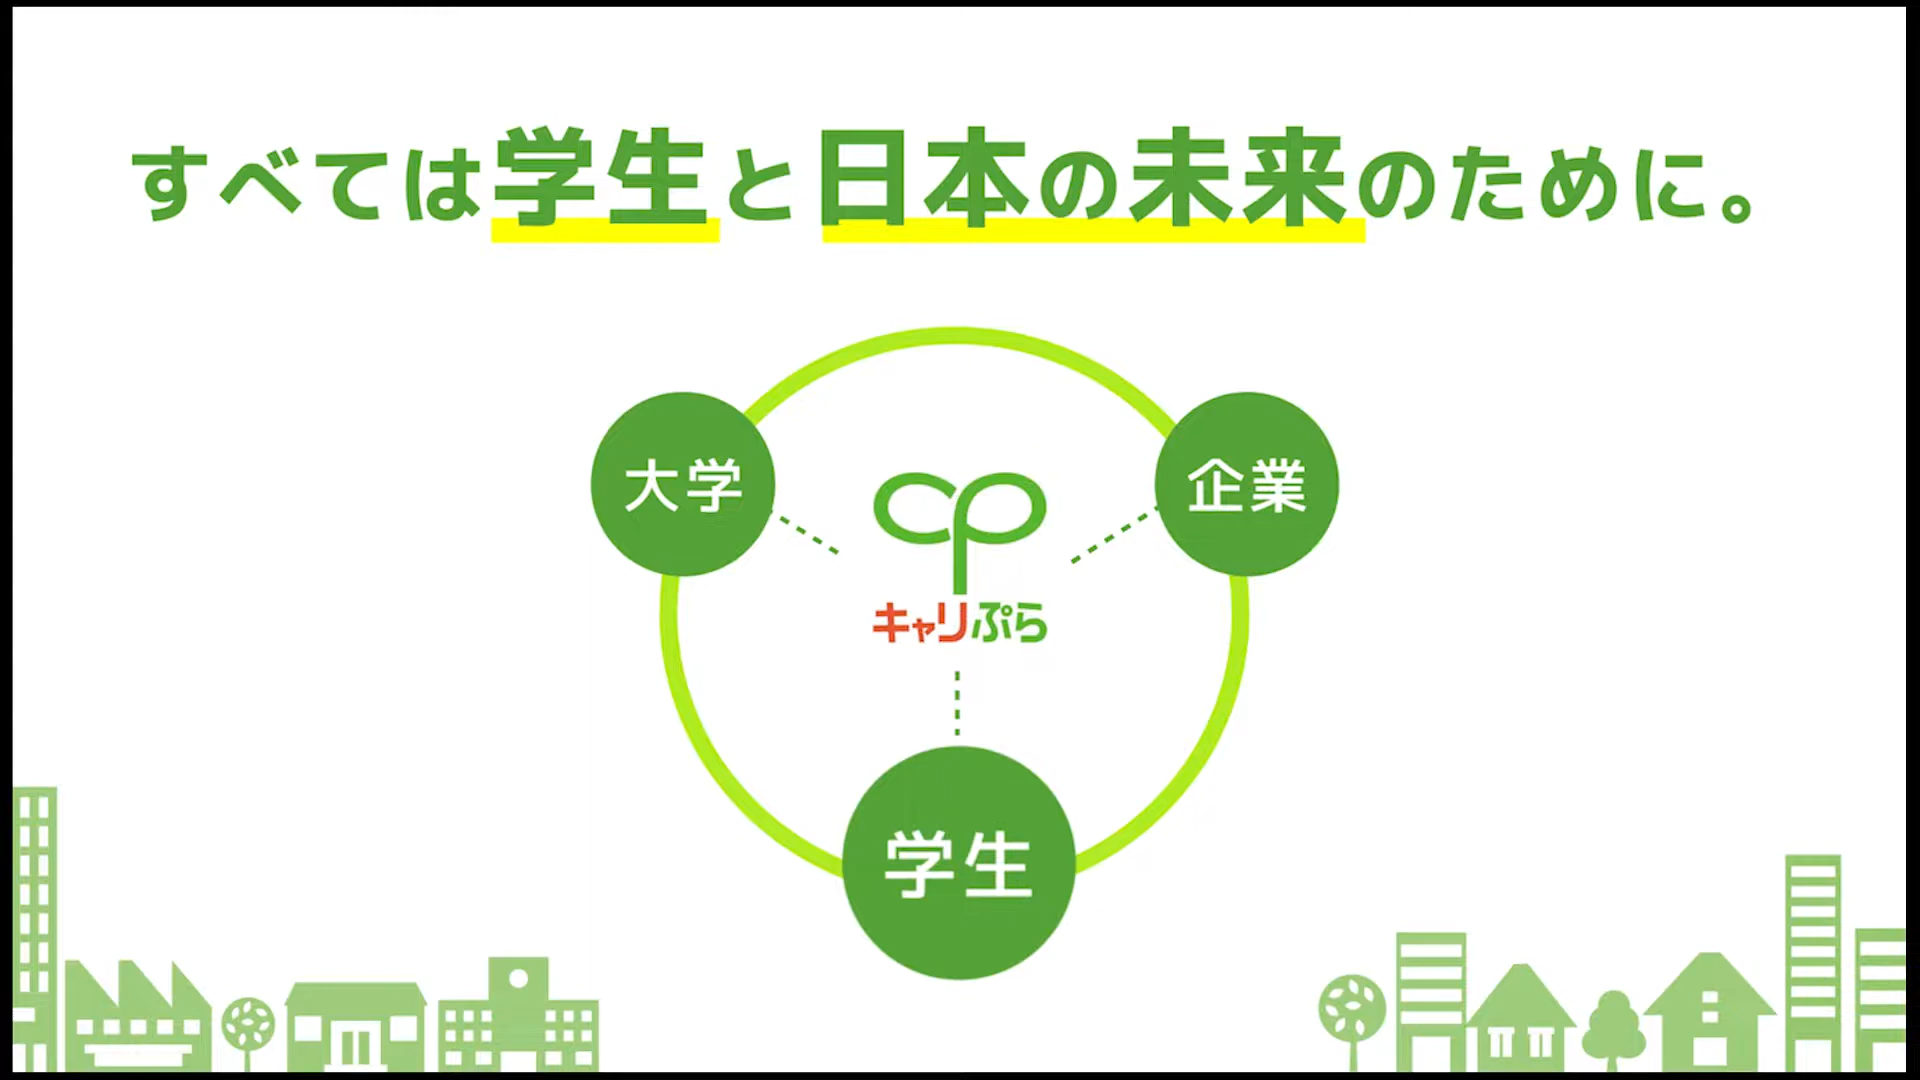 すべては学生と日本の未来のために。
大学
企業
キャリぷら
学生